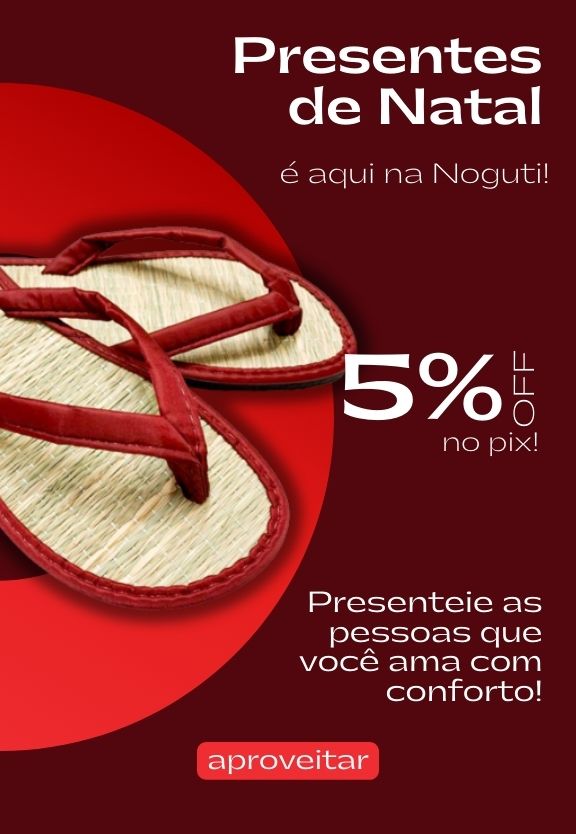 Presentes
de Natal
é aqui na Noguti!
5% OFF
no pix!
Presenteie as
pessoas que
você ama com
conforto!
aproveitar